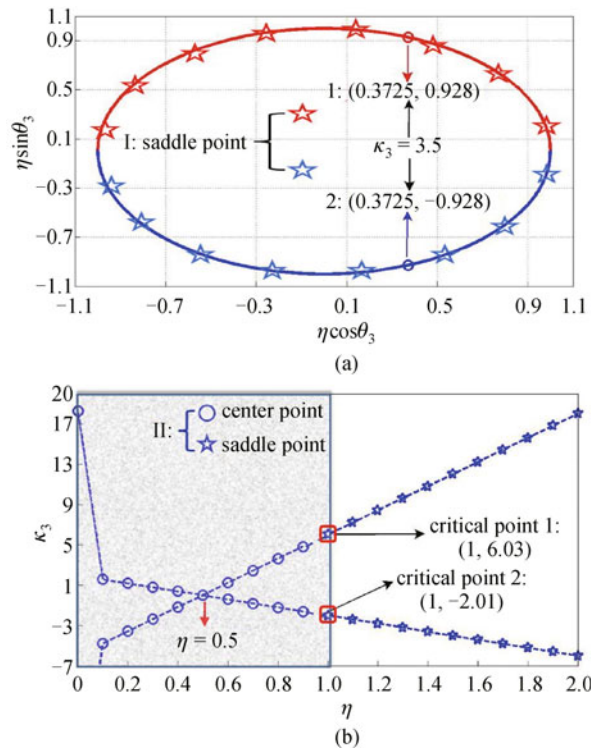 1.1
0.9
0.5
0.1
−0.3
−0.7
−1.1
η sinθ₃
1: (0.3725, 0.928)
I: saddle point
κ₃ = 3.5
2: (0.3725, −0.928)
−1.1 −0.7 −0.3 0.1 0.5 0.9 1.1
ηcosθ₃
(a)
20
17
13
9
5
1
−3
−7
κ₃
II:
center point
saddle point
critical point 1:
(1, 6.03)
critical point 2:
(1, −2.01)
η = 0.5
0 0.2 0.4 0.6 0.8 1.0 1.2 1.4 1.6 1.8 2.0
η
(b)